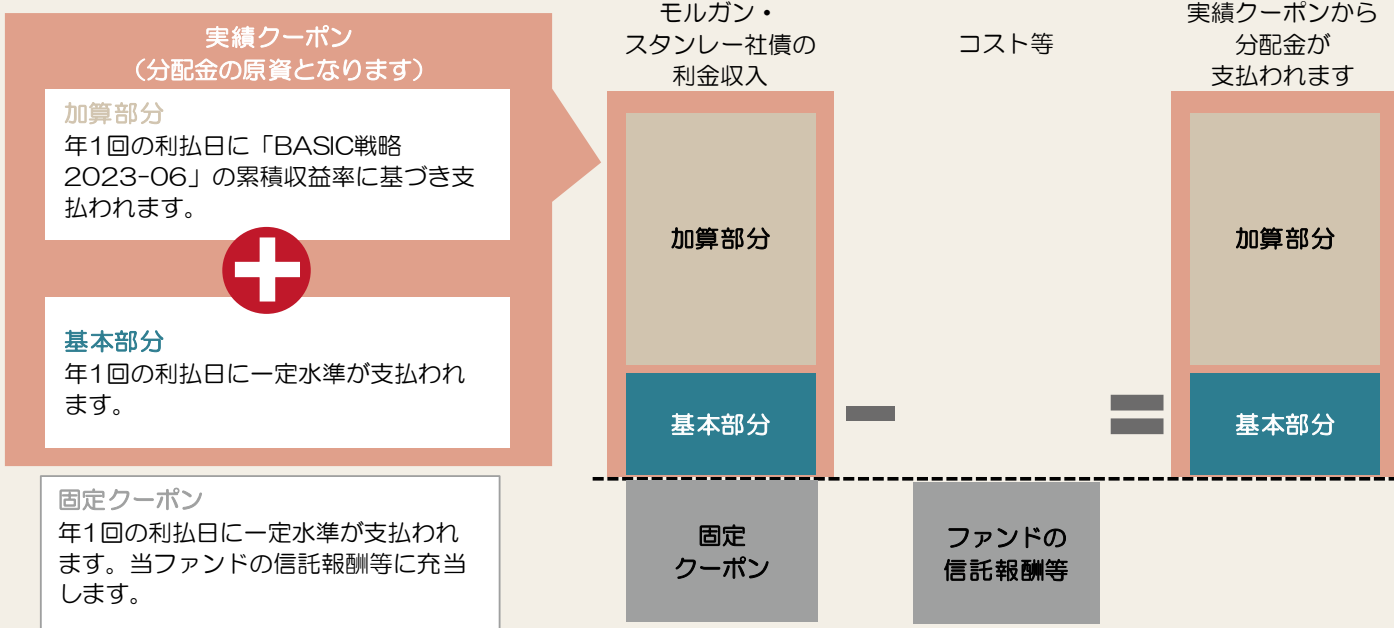 実績クーポン
（分配金の原資となります）
加算部分
年1回の利払日に「BASIC戦略
2023-06」の累積収益率に基づき支
払われます。
基本部分
年1回の利払日に一定水準が支払われ
ます。
固定クーポン
年1回の利払日に一定水準が支払われ
ます。当ファンドの信託報酬等に充当
します。
モルガン・
スタンレー社債の
利金収入
加算部分
基本部分
固定
クーポン
コスト等
ファンドの
信託報酬等
実績クーポンから
分配金が
支払われます
加算部分
基本部分